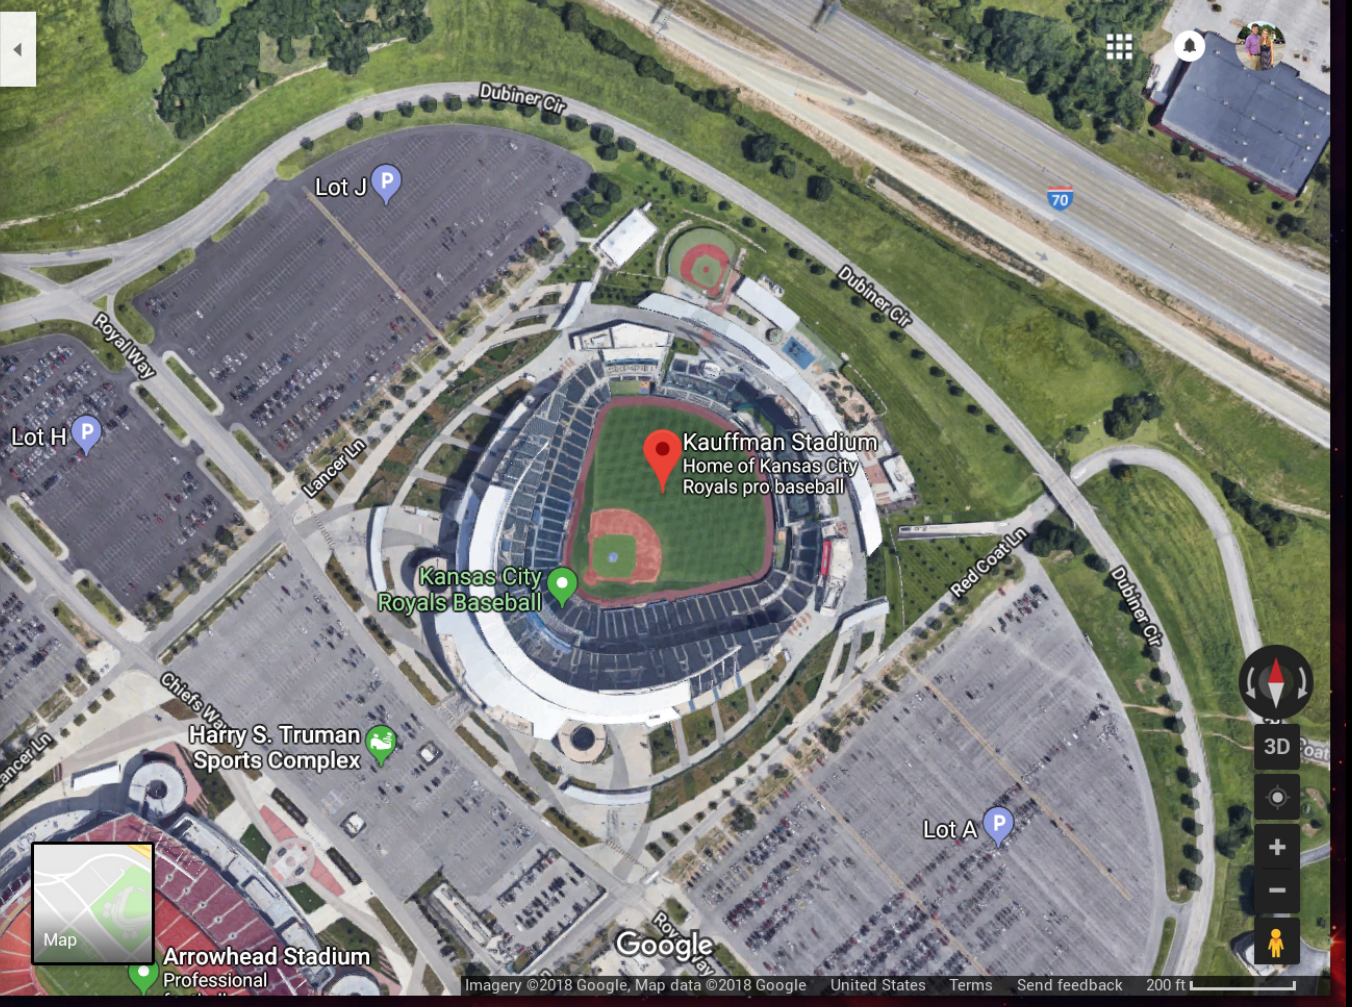 Dubiner Cir
Lot J
P
70
Dubiner Cir
Royal Way
Lot H
P
Lancer Ln
Kauffman Stadium
Home of Kansas City
Royals pro baseball
Red Coat Ln
Kansas City
Royals Baseball
Dubiner Cir
Chiefs Way
Harry S. Truman
Sports Complex
Lancer Ln
3D
Coat
Lot A
P
Map
Royal Way
Google
Arrowhead Stadium
Professional
Imagery ©2018 Google, Map data ©2018 Google United States Terms Send feedback 200 ft